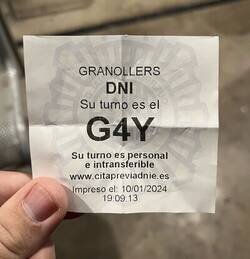 GRANOLLERS
DNI
Su turno es el
G4Y
Su turno es personal
e intransferible
www.citapreviadnie.es
Impreso el: 10/01/2024
19:09:13